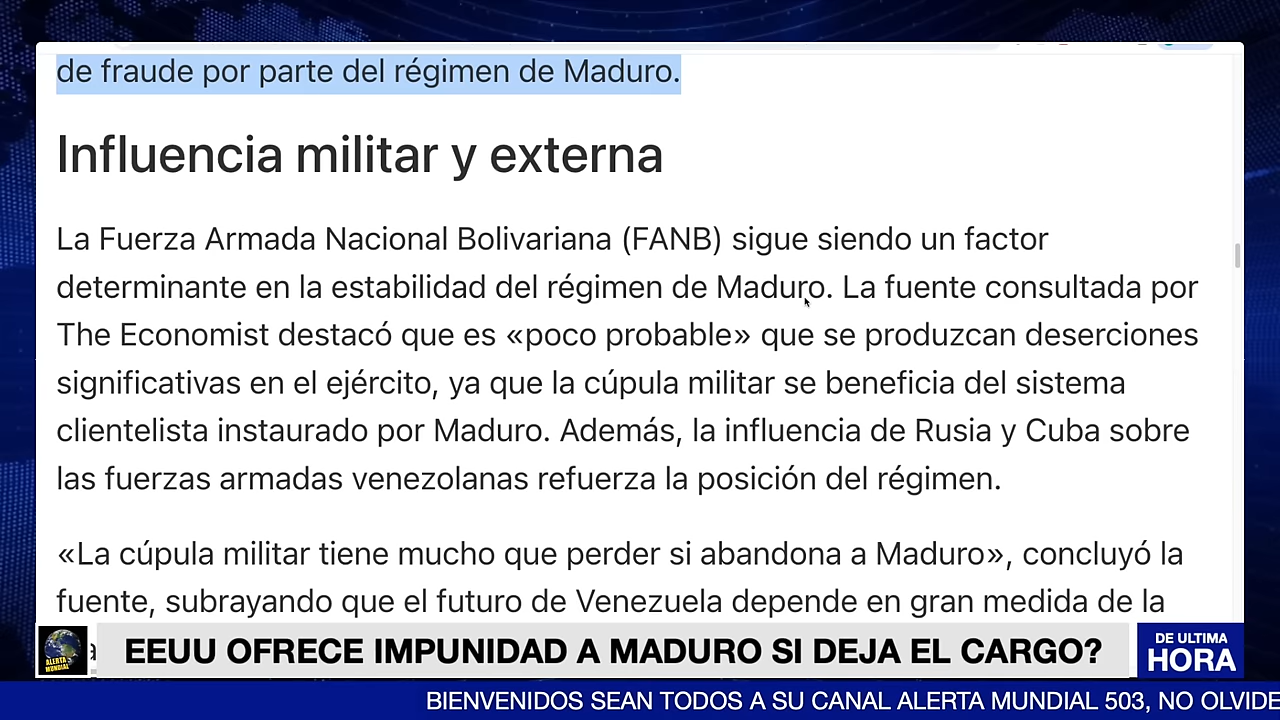 de fraude por parte del régimen de Maduro.
Influencia militar y externa
La Fuerza Armada Nacional Bolivariana (FANB) sigue siendo un factor
determinante en la estabilidad del régimen de Maduro. La fuente consultada por
The Economist destacó que es «poco probable» que se produzcan deserciones
significativas en el ejército, ya que la cúpula militar se beneficia del sistema
clientelista instaurado por Maduro. Además, la influencia de Rusia y Cuba sobre
las fuerzas armadas venezolanas refuerza la posición del régimen.
«La cúpula militar tiene mucho que perder si abandona a Maduro», concluyó la
fuente, subrayando que el futuro de Venezuela depende en gran medida de la
ALERTA
MUNDIAL
EEUU OFRECE IMPUNIDAD A MADURO SI DEJA EL CARGO?
DE ULTIMA
HORA
BIENVENIDOS SEAN TODOS A SU CANAL ALERTA MUNDIAL 503, NO OLVIDE